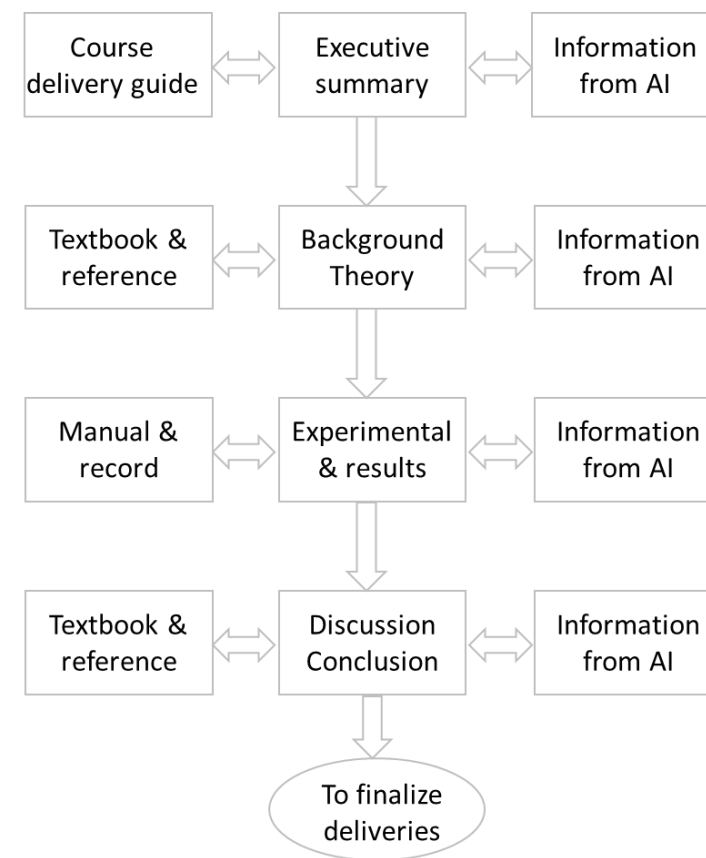 Course
delivery guide
Executive
summary
Information
from AI
Textbook &
reference
Background
Theory
Information
from AI
Manual &
record
Experimental
& results
Information
from AI
Textbook &
reference
Discussion
Conclusion
Information
from AI
To finalize
deliveries